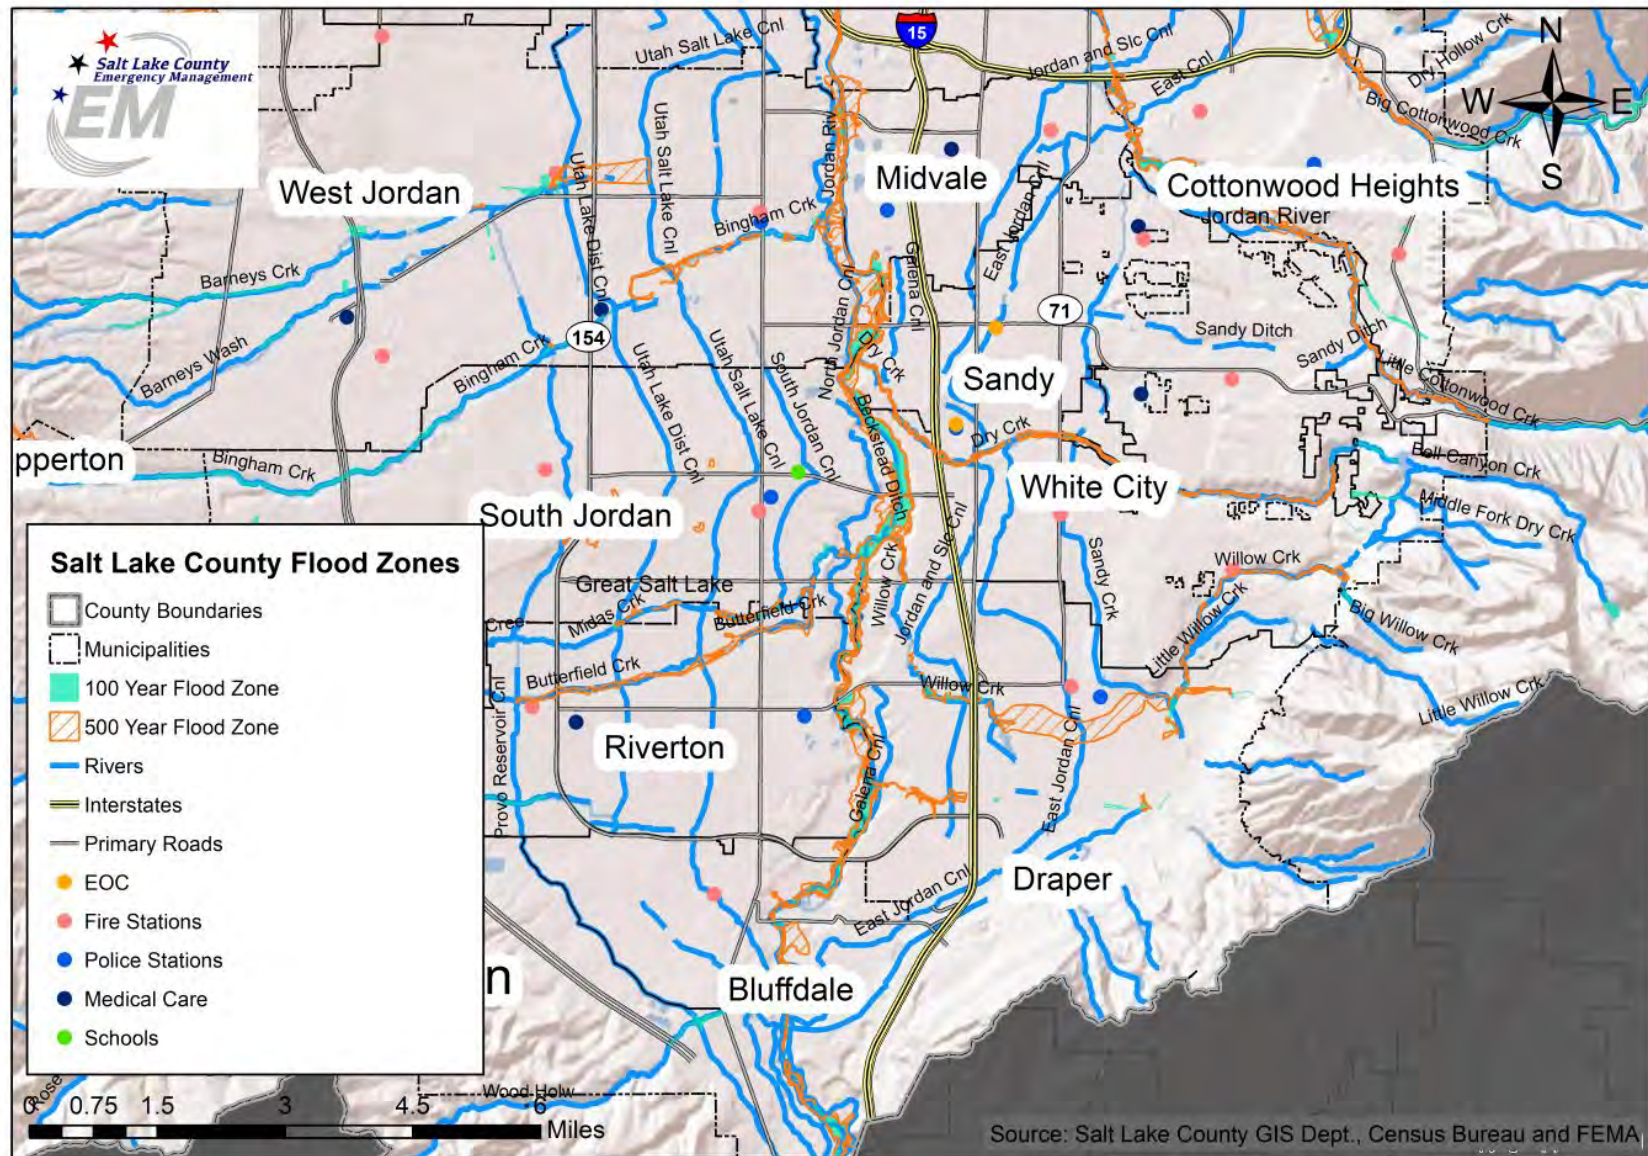 Salt Lake County
Emergency Management
EM
15
Utah Salt Lake Cnl
Jordan and Slc Cnl
East Cnl
Dry Hollow Crk
N
W
E
S
Big Cottonwood Crk
Utah Salt Lake Cnl
Jordan Riv
Midvale
Cottonwood Heights
Jordan River
West Jordan
Utah Lake Dist Cnl
Bingham Crk
East Jordan Cnl
Galena Cnl
Barneys Crk
North Jordan Cnl
71
154
Sandy Ditch
Sandy Ditch
Barneys Wash
Bingham Crk
Utah Lake Dist Cnl
Utah Salt Lake Cnl
South Jordan Cnl
Dry Crk
Sandy
Little Cottonwood Crk
Beckstead Ditch
Dry Crk
pperton
Bingham Crk
White City
Bell Canyon Crk
Middle Fork Dry Crk
South Jordan
Jordan and Slc Cnl
Sandy Crk
Willow Crk
Great Salt Lake
Willow Crk
Midas Crk
Butterfield Crk
Cree
Little Willow Crk
Big Willow Crk
Butterfield Crk
Willow Crk
Little Willow Crk
Provo Reservoir Cnl
Riverton
Galena Cnl
East Jordan Cnl
Draper
East Jordan Cnl
Bluffdale
n
Salt Lake County Flood Zones
County Boundaries
Municipalities
100 Year Flood Zone
500 Year Flood Zone
Rivers
Interstates
Primary Roads
EOC
Fire Stations
Police Stations
Medical Care
Schools
Rose
Wood Holw
0 0.75 1.5 3 4.5 6
Miles
Source: Salt Lake County GIS Dept., Census Bureau and FEMA